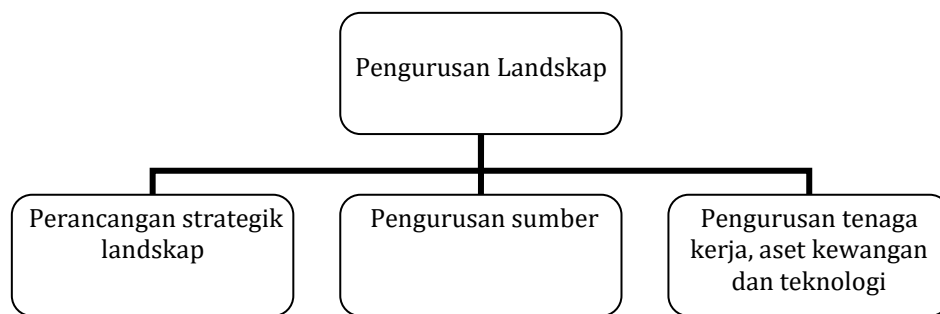 Pengurusan Landskap
Perancangan strategik
landskap
Pengurusan sumber
Pengurusan tenaga
kerja, aset kewangan
dan teknologi